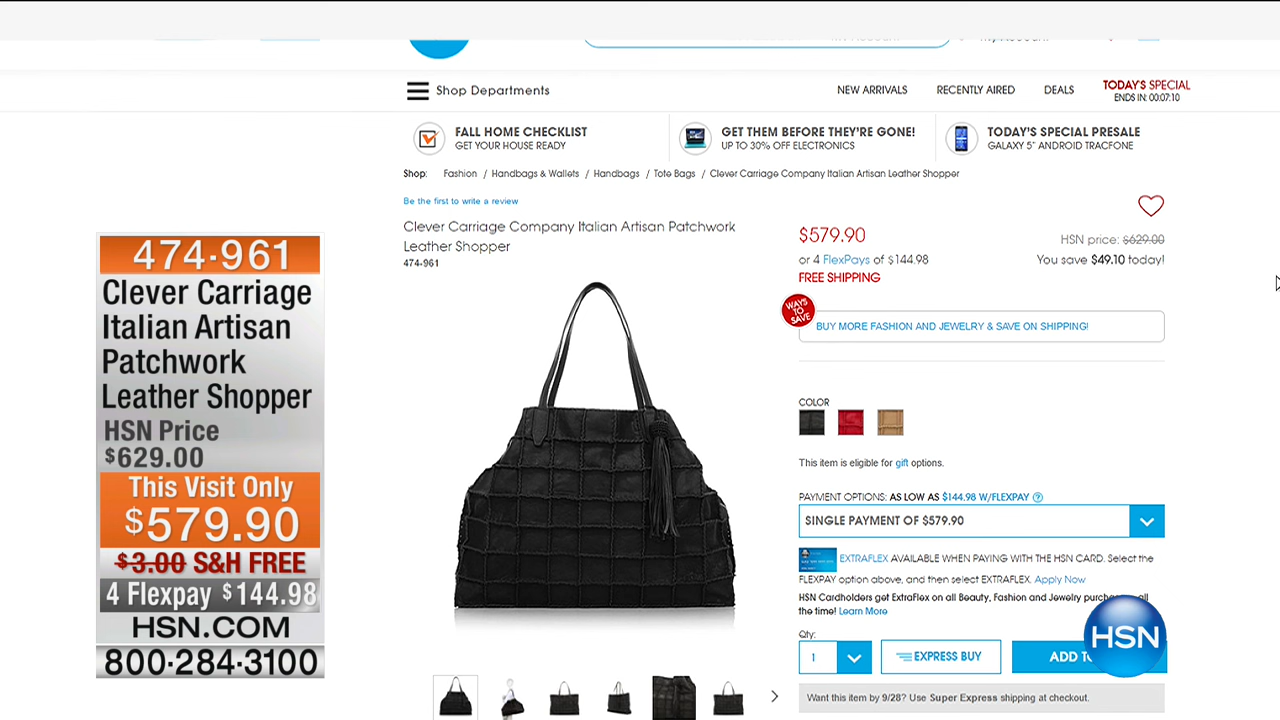 Shop Departments
NEW ARRIVALS
RECENTLY AIRED
DEALS
TODAY'S SPECIAL
ENDS IN: 00:07:10
FALL HOME CHECKLIST
GET YOUR HOUSE READY
GET THEM BEFORE THEY'RE GONE!
UP TO 30% OFF ELECTRONICS
TODAY'S SPECIAL PRESALE
GALAXY 5" ANDROID TRACFONE
Shop: Fashion / Handbags & Wallets / Handbags / Tote Bags / Clever Carriage Company Italian Artisan Leather Shopper
Be the first to write a review
Clever Carriage Company Italian Artisan Patchwork
Leather Shopper
474-961
$579.90
HSN price: $629.00
or 4 FlexPays of $144.98
You save $49.10 today!
FREE SHIPPING
WAYS
TO
SAVE
BUY MORE FASHION AND JEWELRY & SAVE ON SHIPPING!
COLOR
This item is eligible for gift options.
PAYMENT OPTIONS: AS LOW AS $144.98 W/FLEXPAY ?
SINGLE PAYMENT OF $579.90
EXTRAFLEX AVAILABLE WHEN PAYING WITH THE HSN CARD. Select the
FLEXPAY option above, and then select EXTRAFLEX. Apply Now
HSN Cardholders get ExtraFlex on all Beauty, Fashion and Jewelry all
the time! Learn More
Qty:
1
EXPRESS BUY
ADD
HSN
Want this item by 9/28? Use Super Express shipping at checkout.
474-961
Clever Carriage
Italian Artisan
Patchwork
Leather Shopper
HSN Price
$629.00
This Visit Only
$579.90
$3.00 S&H FREE
4 Flexpay $144.98
HSN.COM
800-284-3100